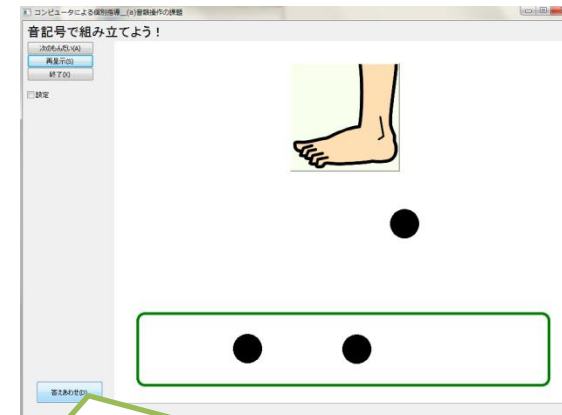 コンピュータによる個別指導_(a)音韻操作の課題
音記号で組み立てよう！
次のもんだい(A)
再呈示(S)
終了(X)
設定
答えあわせ(D)